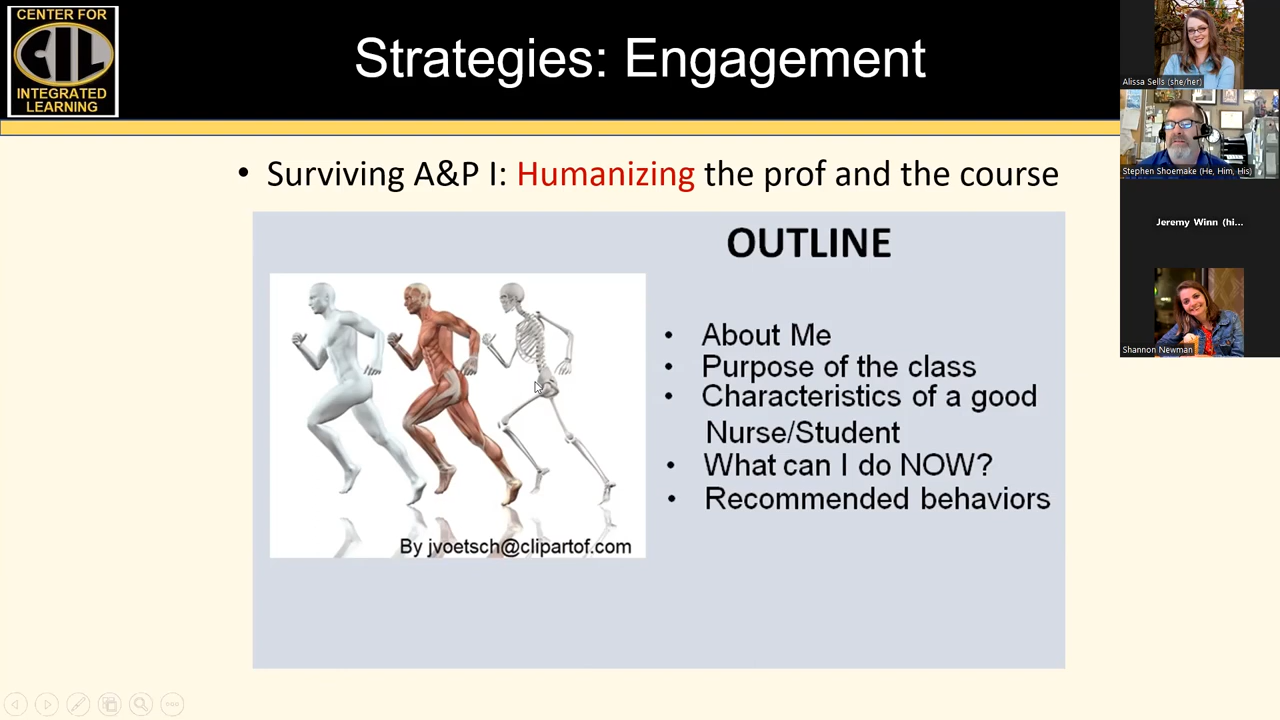 CENTER FOR
CIL
INTEGRATED
LEARNING
Strategies: Engagement
• Surviving A&P I: Humanizing the prof and the course
OUTLINE
• About Me
• Purpose of the class
• Characteristics of a good
Nurse/Student
• What can I do NOW?
• Recommended behaviors
By jvoetsch@clipartof.com
Alissa Sells (she/her)
Stephen Shoemake (He, Him, His)
Jeremy Winn (hi...
Shannon Newman